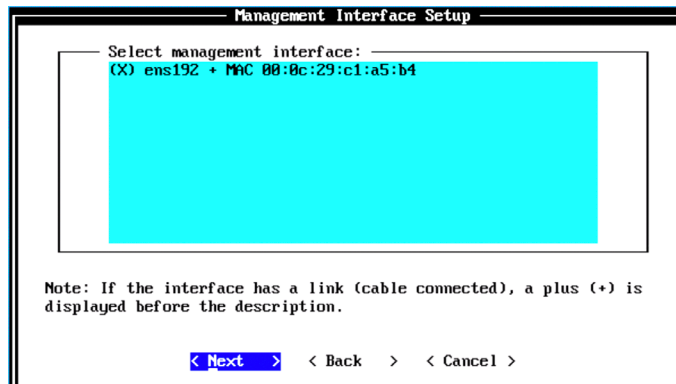 Management Interface Setup
Select management interface:
(X) ens192 + MAC 00:0c:29:c1:a5:b4
Note: If the interface has a link (cable connected), a plus (+) is
displayed before the description.
< Next > < Back > < Cancel >